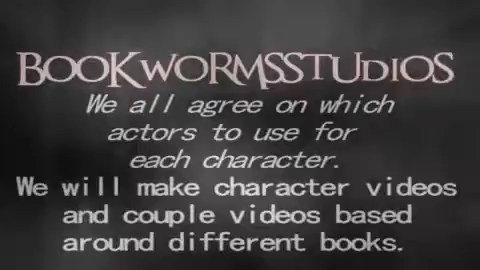 BOOKWORMSSTUDIOS
We all agree on which
actors to use for
each character.
We will make character videos
and couple videos based
around different books.